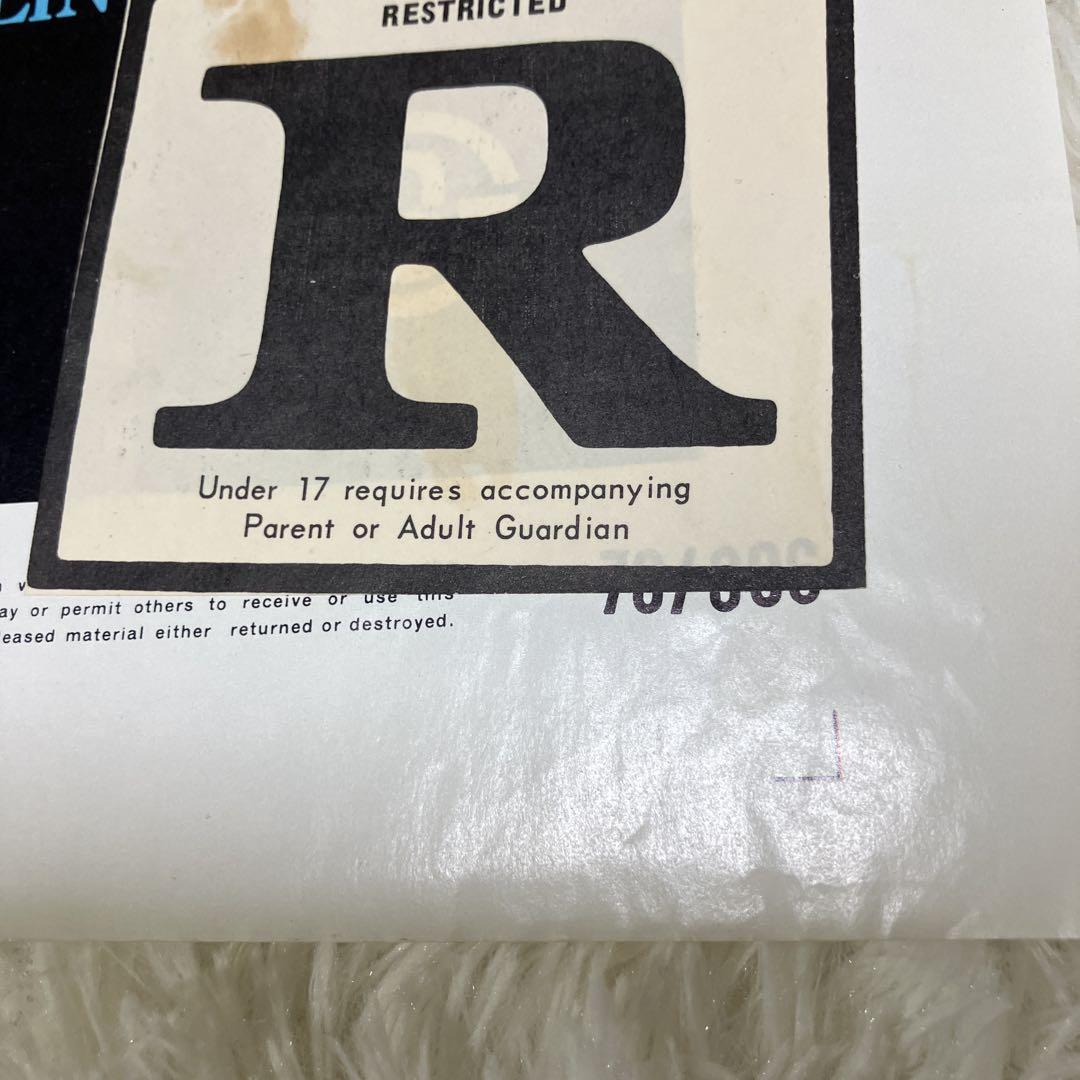 LIN
RESTRICTED
R
Under 17 requires accompanying
Parent or Adult Guardian
ay or permit others to receive or use this
eased material either returned or destroyed.